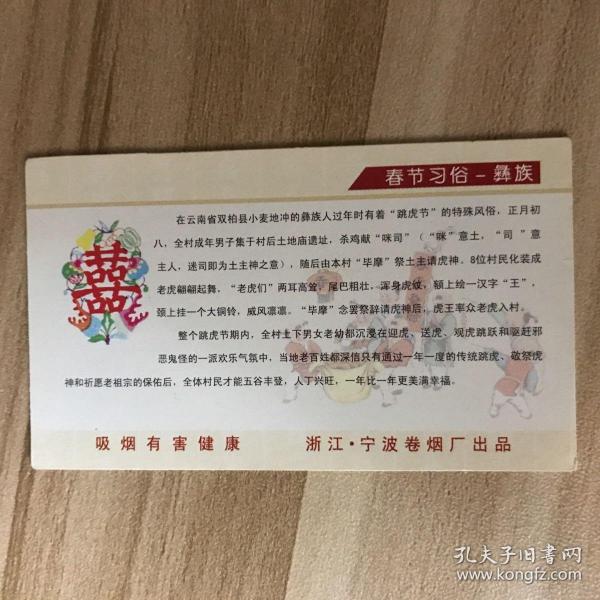 春节习俗－彝族
在云南省双柏县小麦地冲的彝族人过年时有着“跳虎节”的特殊风俗，正月初
八，全村成年男子集于村后土地庙遗址，杀鸡献“咪司”（“咪”意土，“司”意
主人，迷司即为土主神之意），随后由本村“毕摩”祭土主请虎神。8位村民化装成
老虎翩翩起舞，“老虎们”两耳高耸，尾巴粗壮，浑身虎纹，额上绘一汉字“王”，
颈上挂一个大铜铃，威风凛凛。“毕摩”念罢祭辞请虎神后，虎王率众老虎入村。
整个跳虎节期内，全村上下男女老幼都沉浸在迎虎、送虎、观虎跳跃和驱赶邪
恶鬼怪的一派欢乐气氛中，当地老百姓都深信只有通过一年一度的传统跳虎、敬祭虎
神和祈愿老祖宗的保佑后，全体村民才能五谷丰登，人丁兴旺，一年比一年更美满幸福。
囍
吸烟有害健康 浙江·宁波卷烟厂出品
孔夫子旧书网
www.kongfz.com